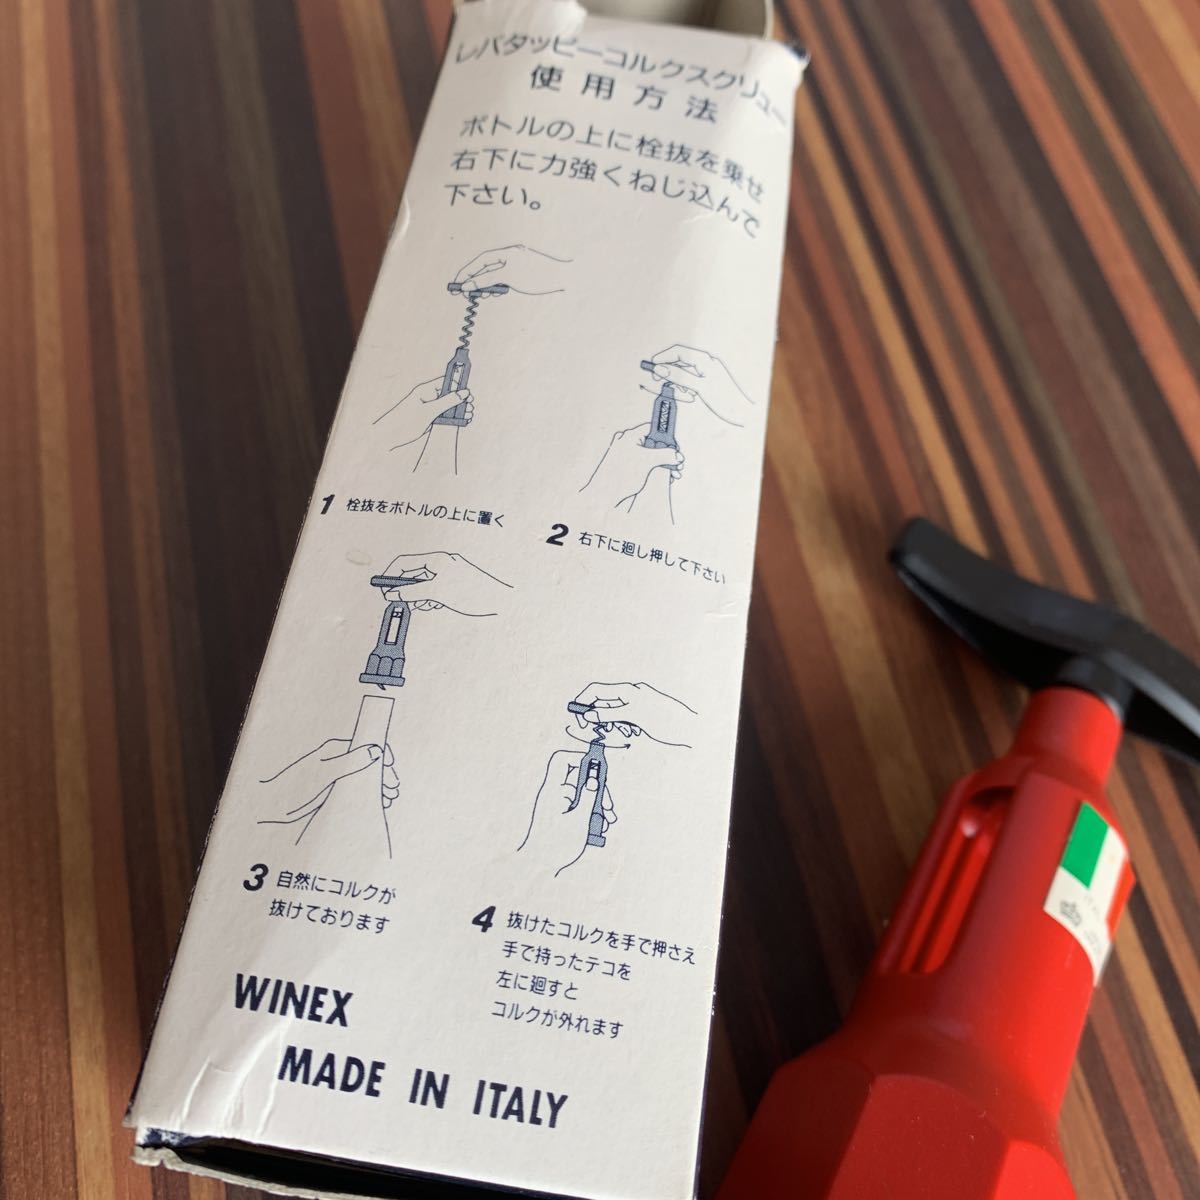 レバタッピーコルクスクリュー
使用方法
ボトルの上に栓抜を乗せ
右下に力強くねじ込んで
下さい。
1 栓抜をボトルの上に置く
2 右下に廻し押して下さい
3 自然にコルクが
抜けております
4 抜けたコルクを手で押さえ
手で持ったテコを
左に廻すと
コルクが外れます
WINEX
MADE IN ITALY